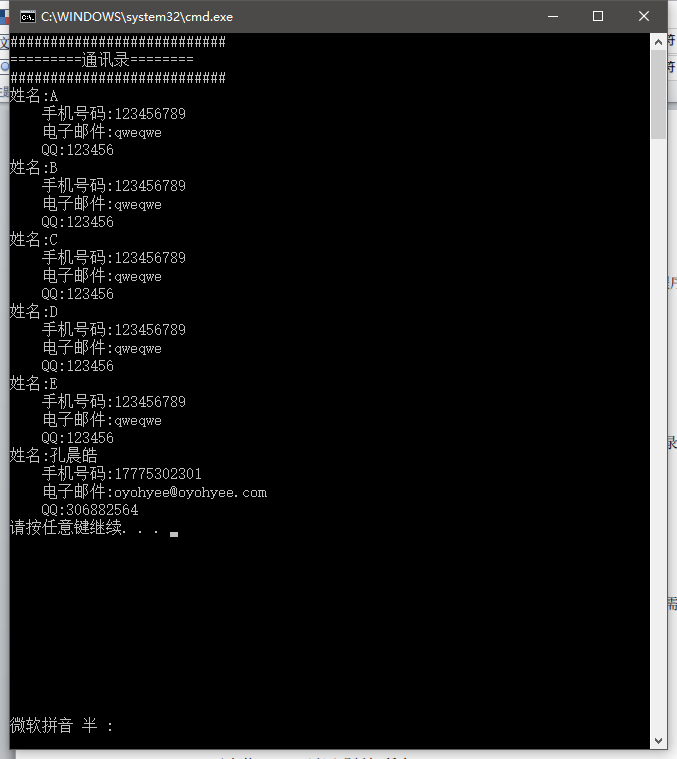 C:\WINDOWS\system32\cmd.exe
###########################
=========通讯录========
###########################
姓名:A
手机号码:123456789
电子邮件:qweqwe
QQ:123456
姓名:B
手机号码:123456789
电子邮件:qweqwe
QQ:123456
姓名:C
手机号码:123456789
电子邮件:qweqwe
QQ:123456
姓名:D
手机号码:123456789
电子邮件:qweqwe
QQ:123456
姓名:E
手机号码:123456789
电子邮件:qweqwe
QQ:123456
姓名:孔晨皓
手机号码:17775302301
电子邮件:oyohyee@oyohyee.com
QQ:306882564
请按任意键继续. . .
微软拼音 半 :
符
符
录
需